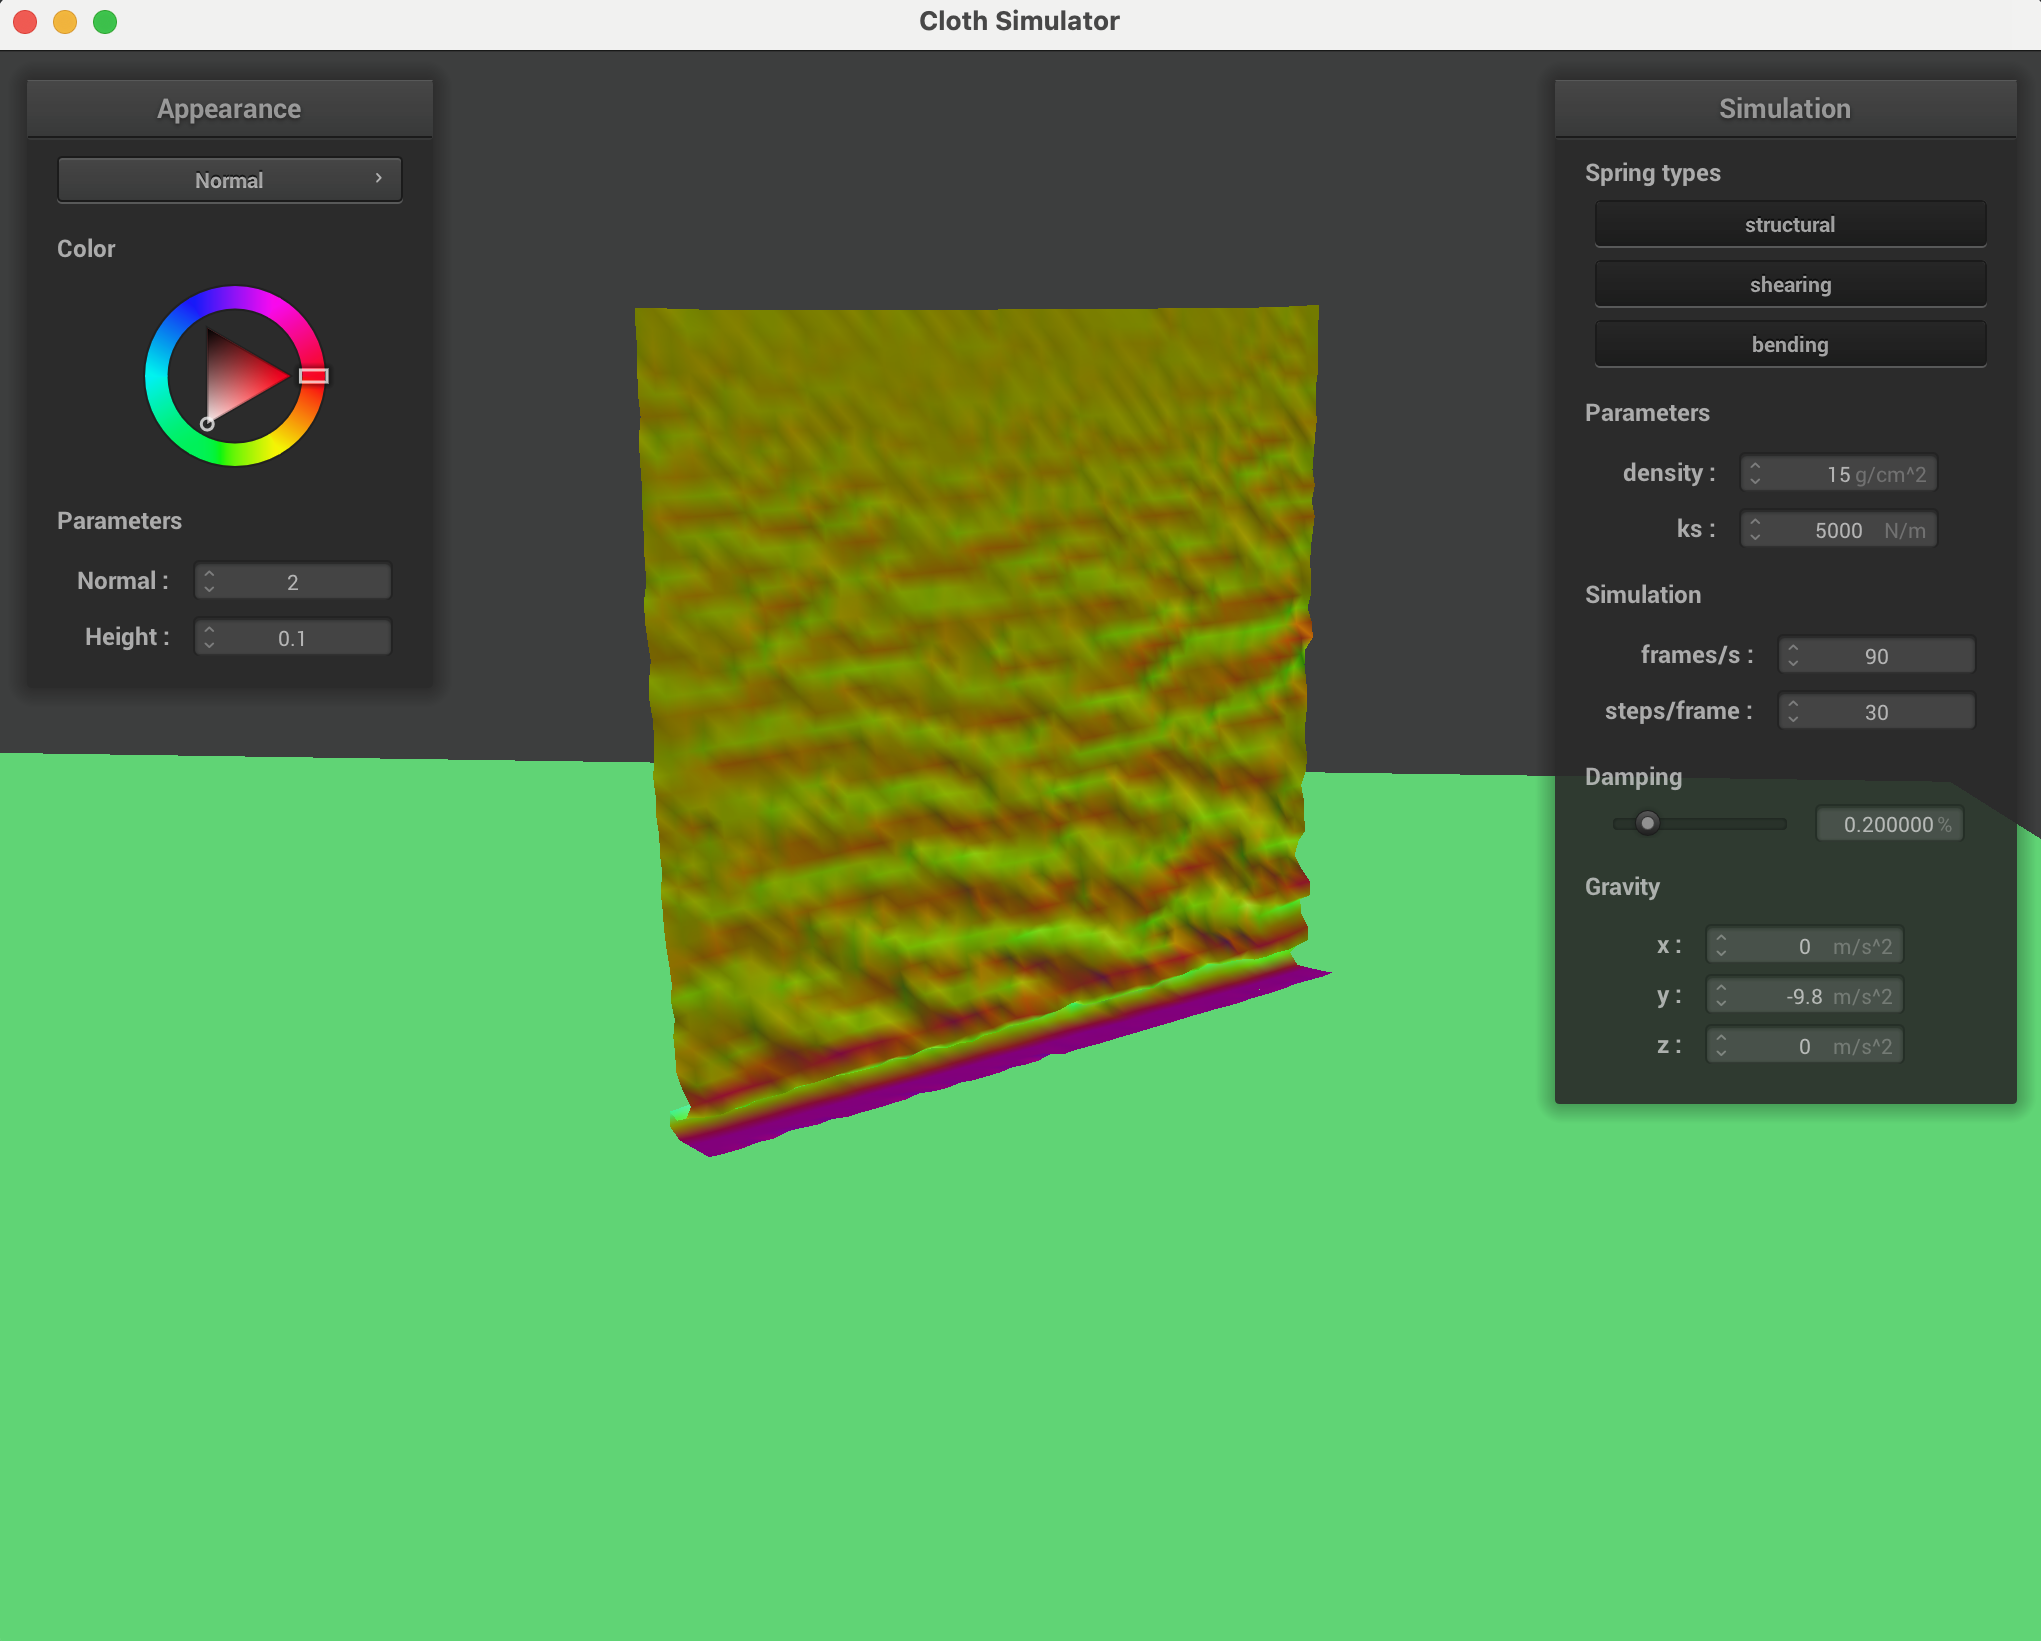 Cloth Simulator
Appearance
Normal
Color
Parameters
Normal : 2
Height : 0.1
Simulation
Spring types
structural
shearing
bending
Parameters
density : 15 g/cm^2
ks : 5000 N/m
Simulation
frames/s : 90
steps/frame : 30
Damping
0.200000 %
Gravity
x : 0 m/s^2
y : -9.8 m/s^2
z : 0 m/s^2